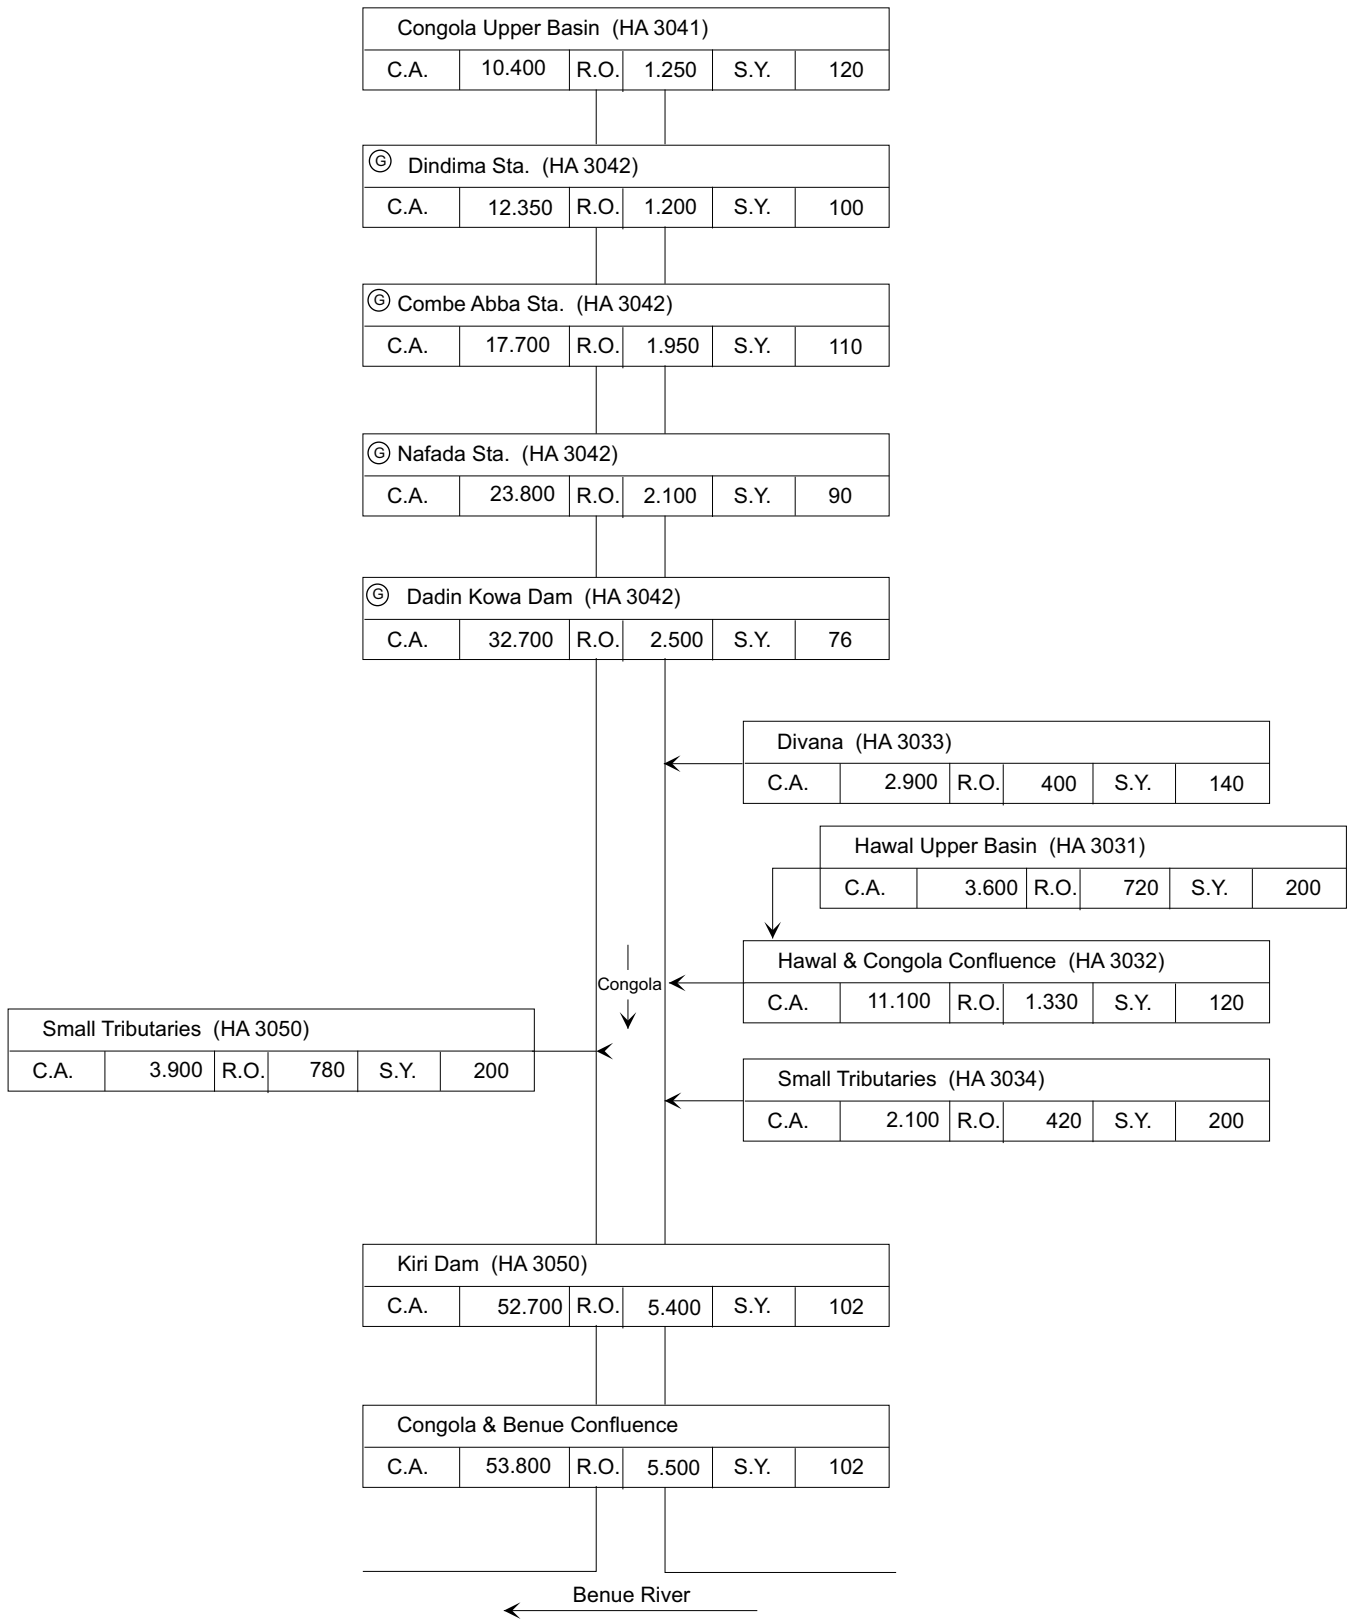 Congola Upper Basin (HA 3041)
C.A. 10.400 R.O. 1.250 S.Y. 120
G Dindima Sta. (HA 3042)
C.A. 12.350 R.O. 1.200 S.Y. 100
G Combe Abba Sta. (HA 3042)
C.A. 17.700 R.O. 1.950 S.Y. 110
G Nafada Sta. (HA 3042)
C.A. 23.800 R.O. 2.100 S.Y. 90
G Dadin Kowa Dam (HA 3042)
C.A. 32.700 R.O. 2.500 S.Y. 76
Divana (HA 3033)
C.A. 2.900 R.O. 400 S.Y. 140
Hawal Upper Basin (HA 3031)
C.A. 3.600 R.O. 720 S.Y. 200
Hawal & Congola Confluence (HA 3032)
C.A. 11.100 R.O. 1.330 S.Y. 120
Congola
Small Tributaries (HA 3050)
C.A. 3.900 R.O. 780 S.Y. 200
Small Tributaries (HA 3034)
C.A. 2.100 R.O. 420 S.Y. 200
Kiri Dam (HA 3050)
C.A. 52.700 R.O. 5.400 S.Y. 102
Congola & Benue Confluence
C.A. 53.800 R.O. 5.500 S.Y. 102
Benue River